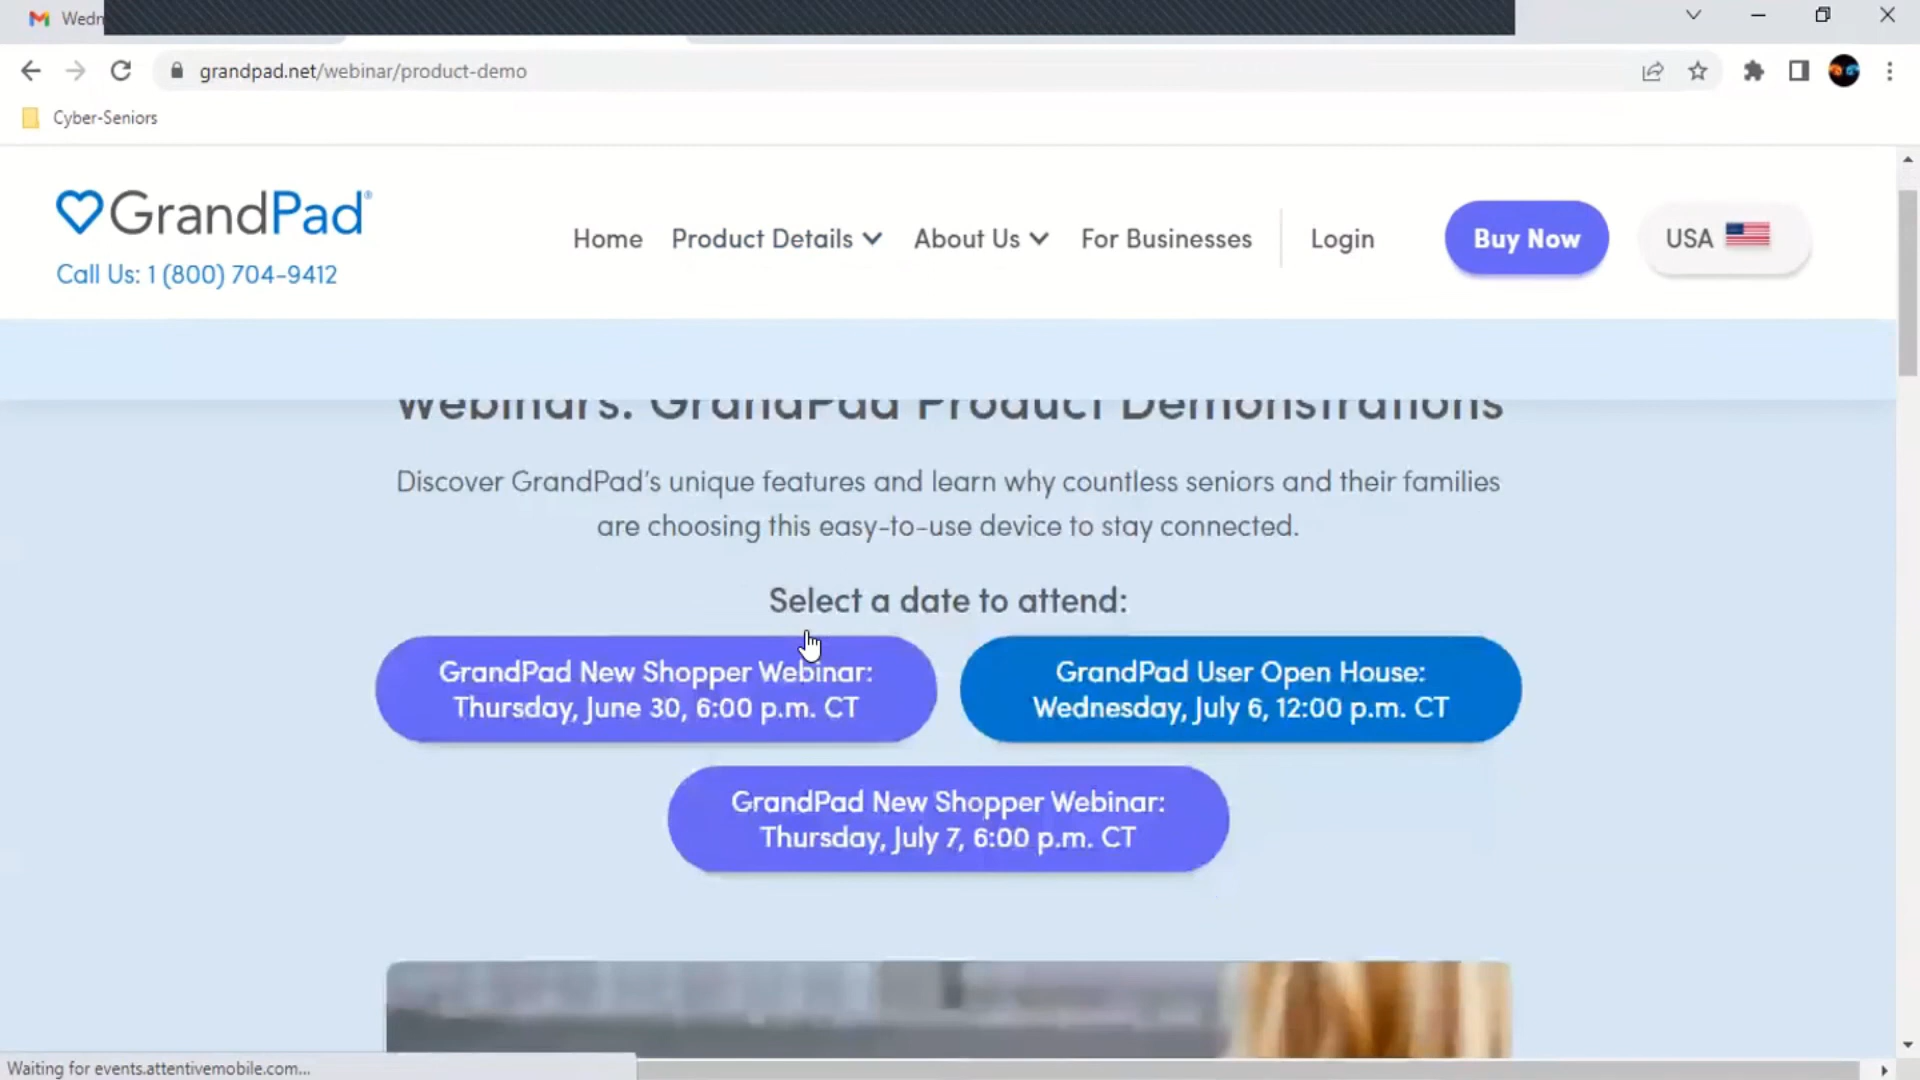 Wedn
grandpad.net/webinar/product-demo
Cyber-Seniors
GrandPad®
Call Us: 1 (800) 704-9412
Home
Product Details
About Us
For Businesses
Login
Buy Now
USA
Webinars: GrandPad Product Demonstrations
Discover GrandPad's unique features and learn why countless seniors and their families
are choosing this easy-to-use device to stay connected.
Select a date to attend:
GrandPad New Shopper Webinar:
Thursday, June 30, 6:00 p.m. CT
GrandPad User Open House:
Wednesday, July 6, 12:00 p.m. CT
GrandPad New Shopper Webinar:
Thursday, July 7, 6:00 p.m. CT
Waiting for events.attentivemobile.com...